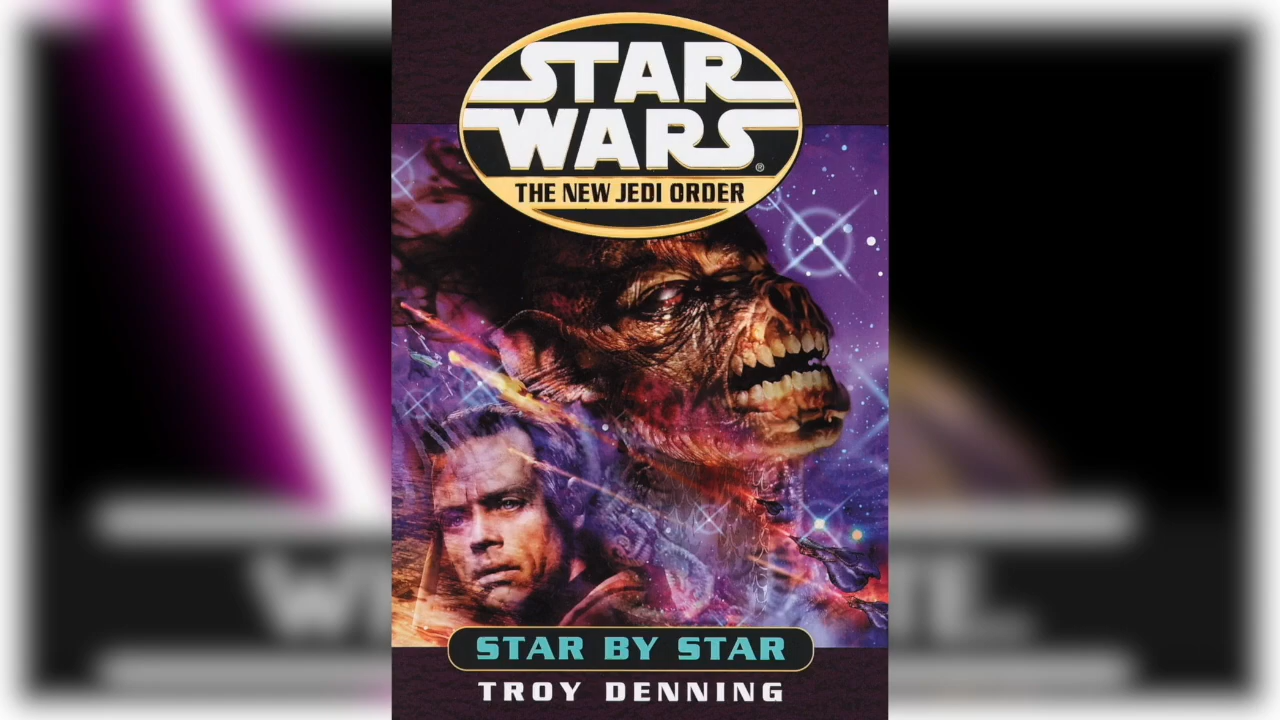 STAR
WARS®
THE NEW JEDI ORDER
STAR BY STAR
TROY DENNING